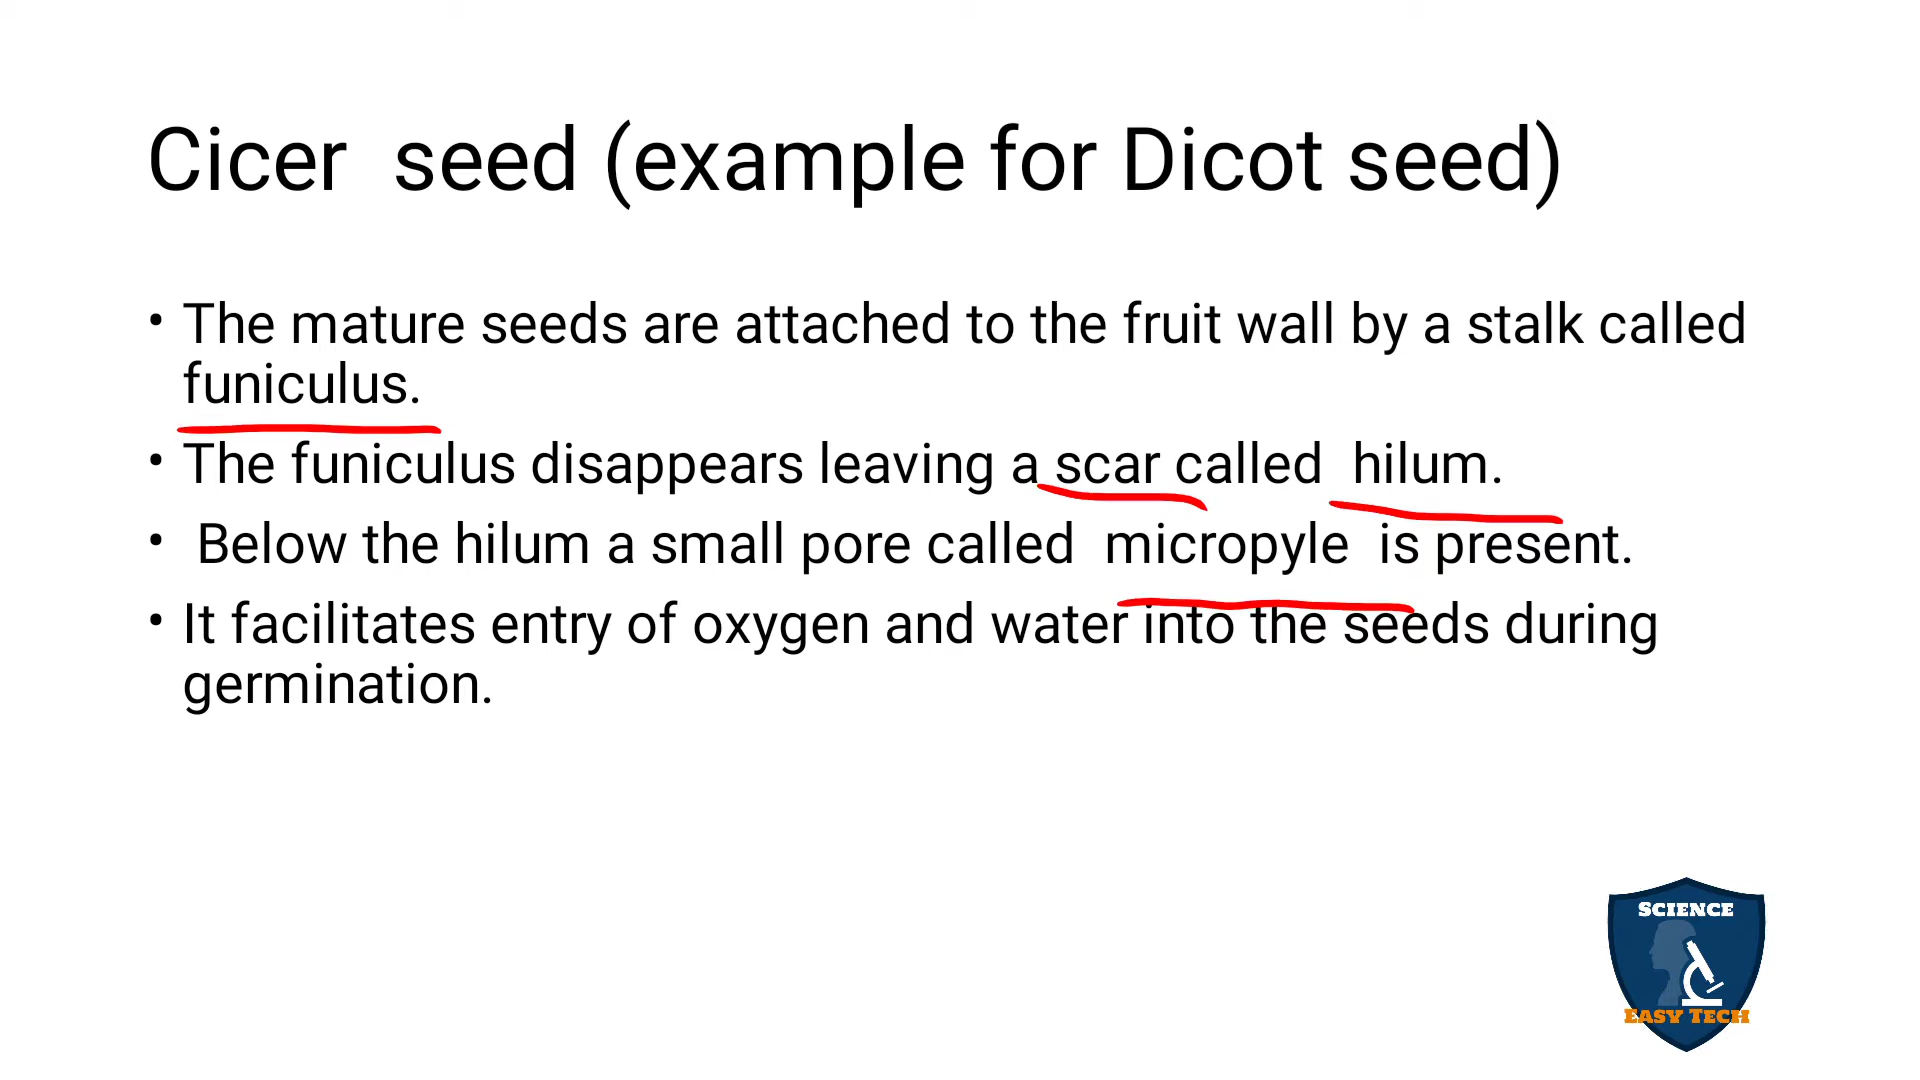 Cicer  seed (example for Dicot seed)
• The mature seeds are attached to the fruit wall by a stalk called
funiculus.
• The funiculus disappears leaving a scar called  hilum.
•  Below the hilum a small pore called  micropyle  is present.
• It facilitates entry of oxygen and water into the seeds during
germination.
SCIENCE
EASY TECH